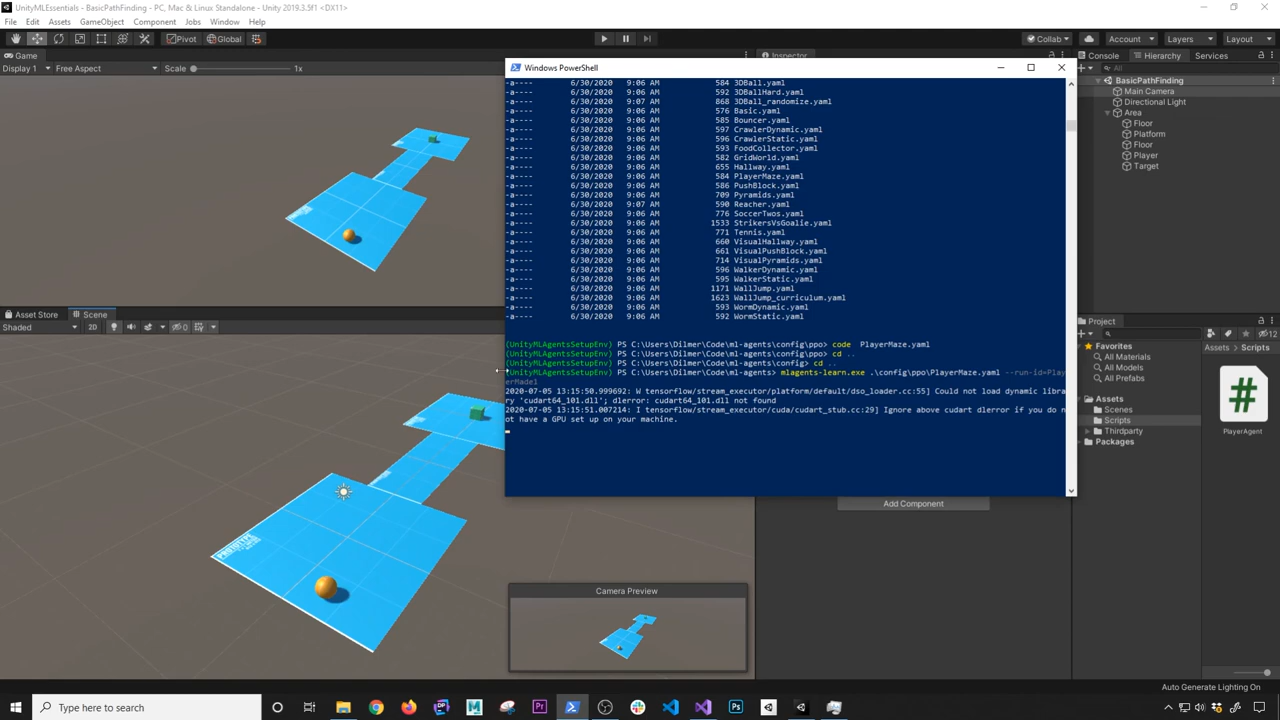 UnityMLEssentials - BasicPathFinding - PC, Mac & Linux Standalone - Unity 2019.3.5f1 <DX11>
File Edit Assets GameObject Component Jobs Window Help
Pivot Global Collab Account Layers Layout
Game Inspector Console Hierarchy Services
Display 1 Free Aspect Scale 1x
Windows PowerShell
-a---- 6/30/2020 9:06 AM 584 3DBall.yaml
-a---- 6/30/2020 9:06 AM 592 3DBallHard.yaml
-a---- 6/30/2020 9:07 AM 868 3DBall_randomize.yaml
-a---- 6/30/2020 9:06 AM 576 Basic.yaml
-a---- 6/30/2020 9:06 AM 585 Bouncer.yaml
-a---- 6/30/2020 9:06 AM 597 CrawlerDynamic.yaml
-a---- 6/30/2020 9:06 AM 596 CrawlerStatic.yaml
-a---- 6/30/2020 9:06 AM 593 FoodCollector.yaml
-a---- 6/30/2020 9:06 AM 582 GridWorld.yaml
-a---- 6/30/2020 9:06 AM 655 Hallway.yaml
-a---- 6/30/2020 9:06 AM 584 PlayerMaze.yaml
-a---- 6/30/2020 9:06 AM 586 PushBlock.yaml
-a---- 6/30/2020 9:06 AM 709 Pyramids.yaml
-a---- 6/30/2020 9:07 AM 590 Reacher.yaml
-a---- 6/30/2020 9:06 AM 776 SoccerTwos.yaml
-a---- 6/30/2020 9:06 AM 1533 StrikersVsGoalie.yaml
-a---- 6/30/2020 9:06 AM 771 Tennis.yaml
-a---- 6/30/2020 9:06 AM 660 VisualHallway.yaml
-a---- 6/30/2020 9:06 AM 661 VisualPushBlock.yaml
-a---- 6/30/2020 9:06 AM 714 VisualPyramids.yaml
-a---- 6/30/2020 9:06 AM 596 WalkerDynamic.yaml
-a---- 6/30/2020 9:06 AM 595 WalkerStatic.yaml
-a---- 6/30/2020 9:06 AM 1171 WallJump.yaml
-a---- 6/30/2020 9:06 AM 1623 WallJump_curriculum.yaml
-a---- 6/30/2020 9:06 AM 593 WormDynamic.yaml
-a---- 6/30/2020 9:06 AM 592 WormStatic.yaml
(UnityMLAgentsSetupEnv) PS C:\Users\Dilmer\Code\ml-agents\config\ppo> code PlayerMaze.yaml
(UnityMLAgentsSetupEnv) PS C:\Users\Dilmer\Code\ml-agents\config\ppo> cd ..
(UnityMLAgentsSetupEnv) PS C:\Users\Dilmer\Code\ml-agents\config> cd ..
(UnityMLAgentsSetupEnv) PS C:\Users\Dilmer\Code\ml-agents> mlagents-learn.exe .\config\ppo\PlayerMaze.yaml --run-id=Play
2020-07-05 13:15:50.999692: W tensorflow/stream_executor/platform/default/dso_loader.cc:55] Could not load dynamic libra
ry 'cudart64_101.dll'; dlerror: cudart64_101.dll not found
2020-07-05 13:15:51.007214: I tensorflow/stream_executor/cuda/cudart_stub.cc:29] Ignore above cudart dlerror if you do n
ot have a GPU set up on your machine.
All
BasicPathFinding
Main Camera
Directional Light
Area
Floor
Platform
Floor
Player
Target
Asset Store Scene
Shaded 2D 0
PROTOTYPE
Add Component
Camera Preview
Project
12
Favorites
All Materials
All Models
All Prefabs
Assets
Scenes
Scripts
Thirdparty
Packages
Assets Scripts
PlayerAgent
Auto Generate Lighting On
Type here to search